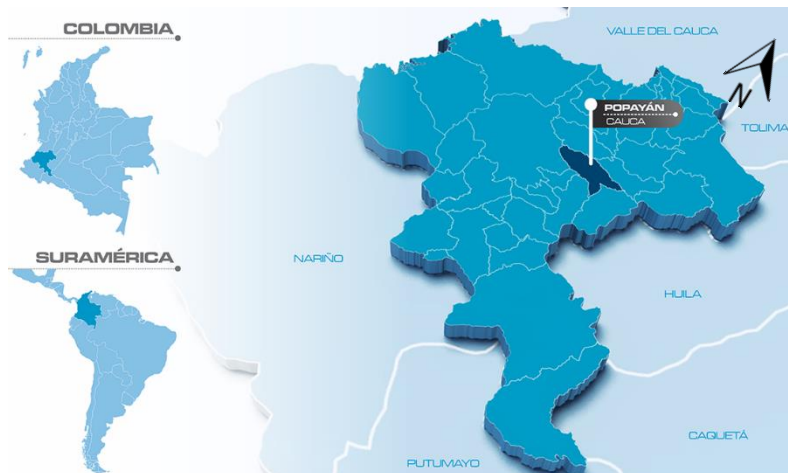 COLOMBIA
SURAMÉRICA
VALLE DEL CAUCA
N
POPAYÁN
CAUCA
TOLIMA
NARIÑO
HUILA
CAQUETÁ
PUTUMAYO